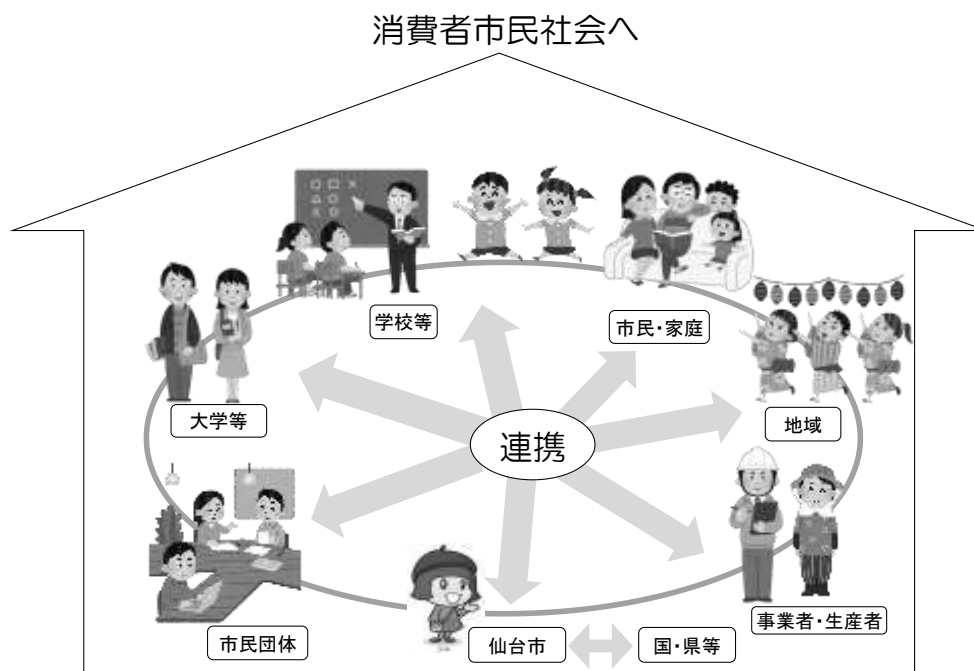 消費者市民社会へ
学校等
市民・家庭
大学等
地域
連携
事業者・生産者
市民団体
仙台市
国・県等